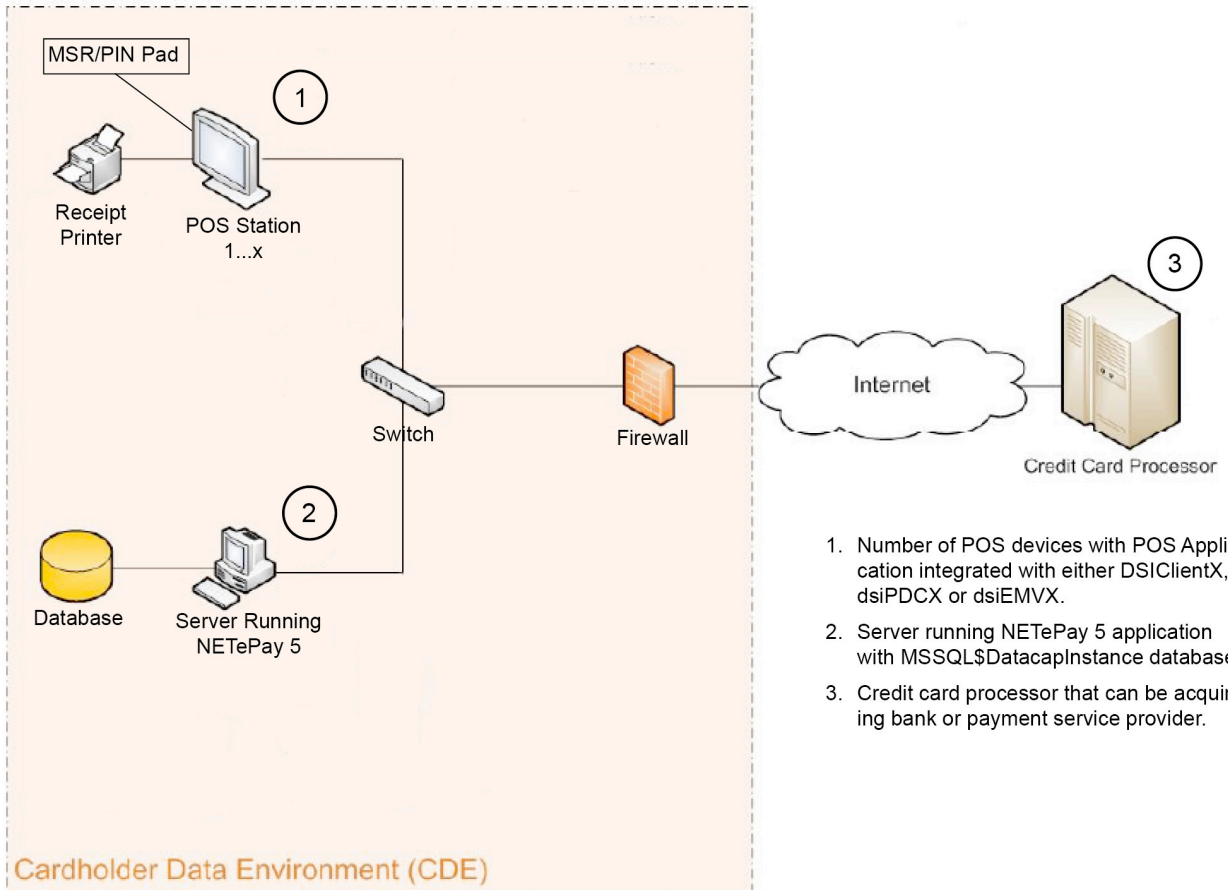 MSR/PIN Pad
1
Receipt
Printer
POS Station
1...x
3
Internet
Switch
Firewall
Credit Card Processor
2
Database
Server Running
NETePay 5
1. Number of POS devices with POS Appli
cation integrated with either DSIClientX,
dsiPDCX or dsiEMVX.
2. Server running NETePay 5 application
with MSSQL$DatacapInstance database
3. Credit card processor that can be acquir
ing bank or payment service provider.
Cardholder Data Environment (CDE)